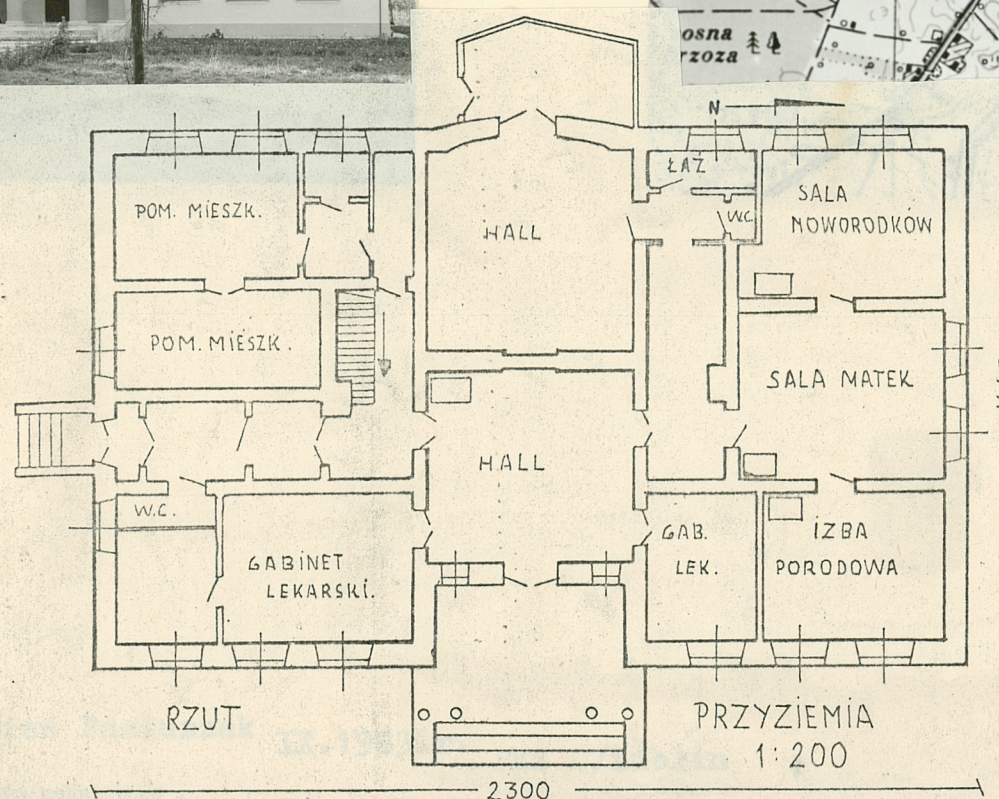 osna
rzoza
N
POM. MIESZK.
HALL
ŁAZ
W.C.
SALA
NOWORODKÓW
POM. MIESZK.
SALA MATEK
HALL
W.C.
GABINET
LEKARSKI.
GAB.
LEK.
IZBA
PORODOWA
RZUT PRZYZIEMIA
1:200
2300